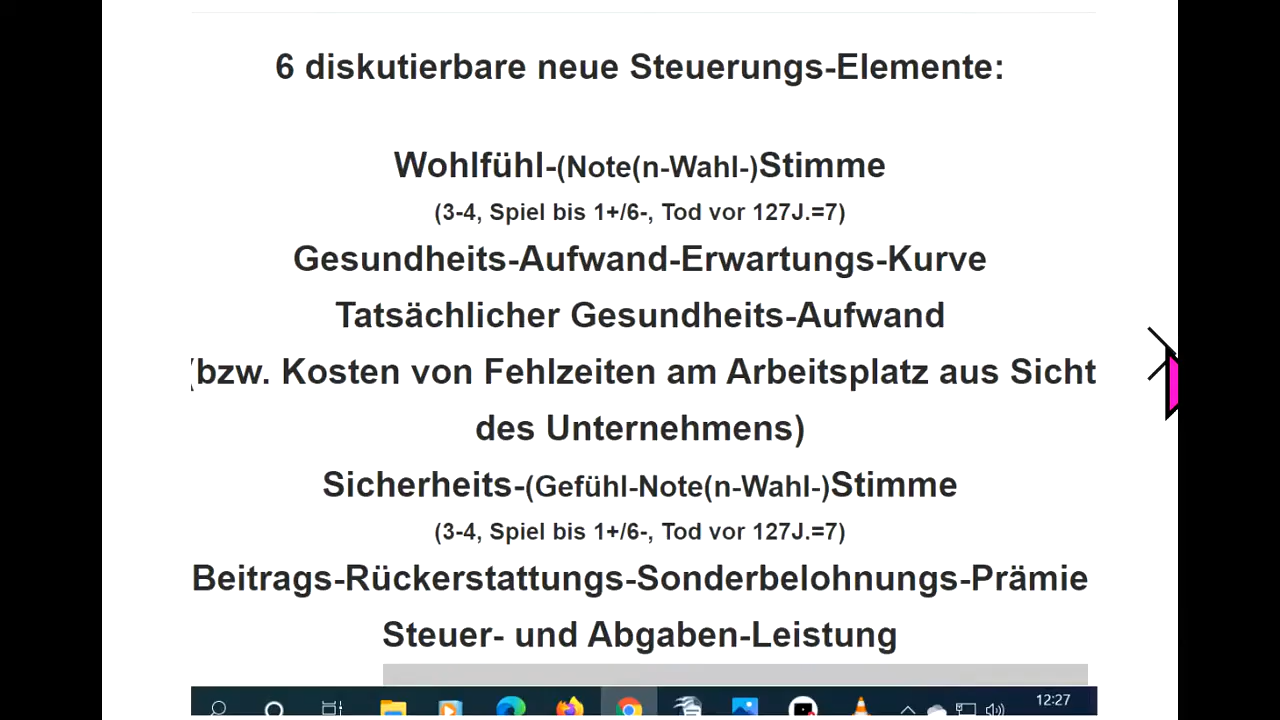 6 diskutierbare neue Steuerungs-Elemente:
Wohlfühl-(Note(n-Wahl-)Stimme
(3-4, Spiel bis 1+/6-, Tod vor 127J.=7)
Gesundheits-Aufwand-Erwartungs-Kurve
Tatsächlicher Gesundheits-Aufwand
(bzw. Kosten von Fehlzeiten am Arbeitsplatz aus Sicht
des Unternehmens)
Sicherheits-(Gefühl-Note(n-Wahl-)Stimme
(3-4, Spiel bis 1+/6-, Tod vor 127J.=7)
Beitrags-Rückerstattungs-Sonderbelohnungs-Prämie
Steuer- und Abgaben-Leistung
12:27